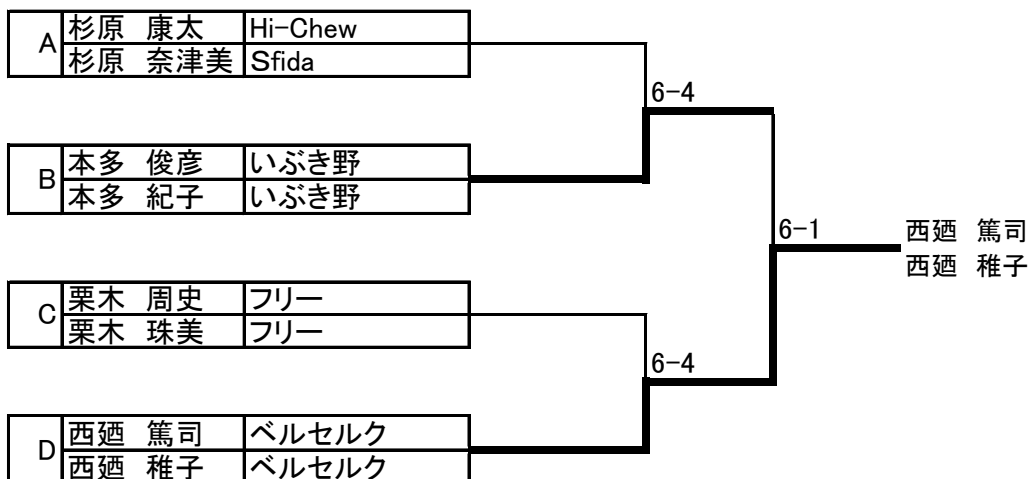 A 杉原 康太 Hi-Chew
杉原 奈津美 Sfida
6-4
B 本多 俊彦 いぶき野
本多 紀子 いぶき野
6-1 西廼 篤司
西廼 稚子
C 栗木 周史 フリー
栗木 珠美 フリー
6-4
D 西廼 篤司 ベルセルク
西廼 稚子 ベルセルク